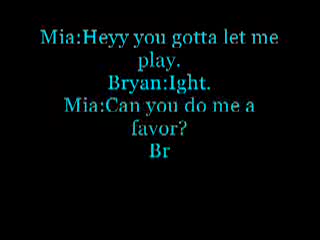 Mia:Heyy you gotta let me
play.
Bryan:Ight.
Mia:Can you do me a
favor?
Br